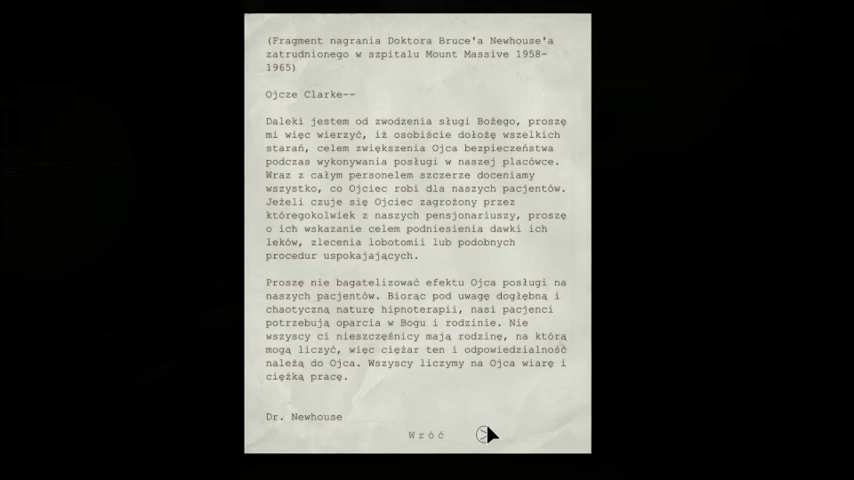 (Fragment nagrania Doktora Bruce'a Newhouse'a
zatrudnionego w szpitalu Mount Massive 1958-
1965)
Ojcze Clarke--
Daleki jestem od zwodzenia sługi Bożego, proszę
mi więc wierzyć, iż osobiście dołożę wszelkich
starań, celem zwiększenia Ojca bezpieczeństwa
podczas wykonywania posługi w naszej placówce.
Wraz z całym personelem szczerze doceniamy
wszystko, co Ojciec robi dla naszych pacjentów.
Jeżeli czuje się Ojciec zagrożony przez
któregokolwiek z naszych pensjonariuszy, proszę
o ich wskazanie celem podniesienia dawki ich
leków, zlecenia lobotomii lub podobnych
procedur uspokajających.
Proszę nie bagatelizować efektu Ojca posługi na
naszych pacjentów. Biorąc pod uwagę dogłębną i
chaotyczną naturę hipnoterapii, nasi pacjenci
potrzebują oparcia w Bogu i rodzinie. Nie
wszyscy ci nieszczęśnicy mają rodzinę, na którą
mogą liczyć, więc ciężar ten i odpowiedzialność
należą do Ojca. Wszyscy liczymy na Ojca wiarę i
ciężką pracę.
Dr. Newhouse
Wróć